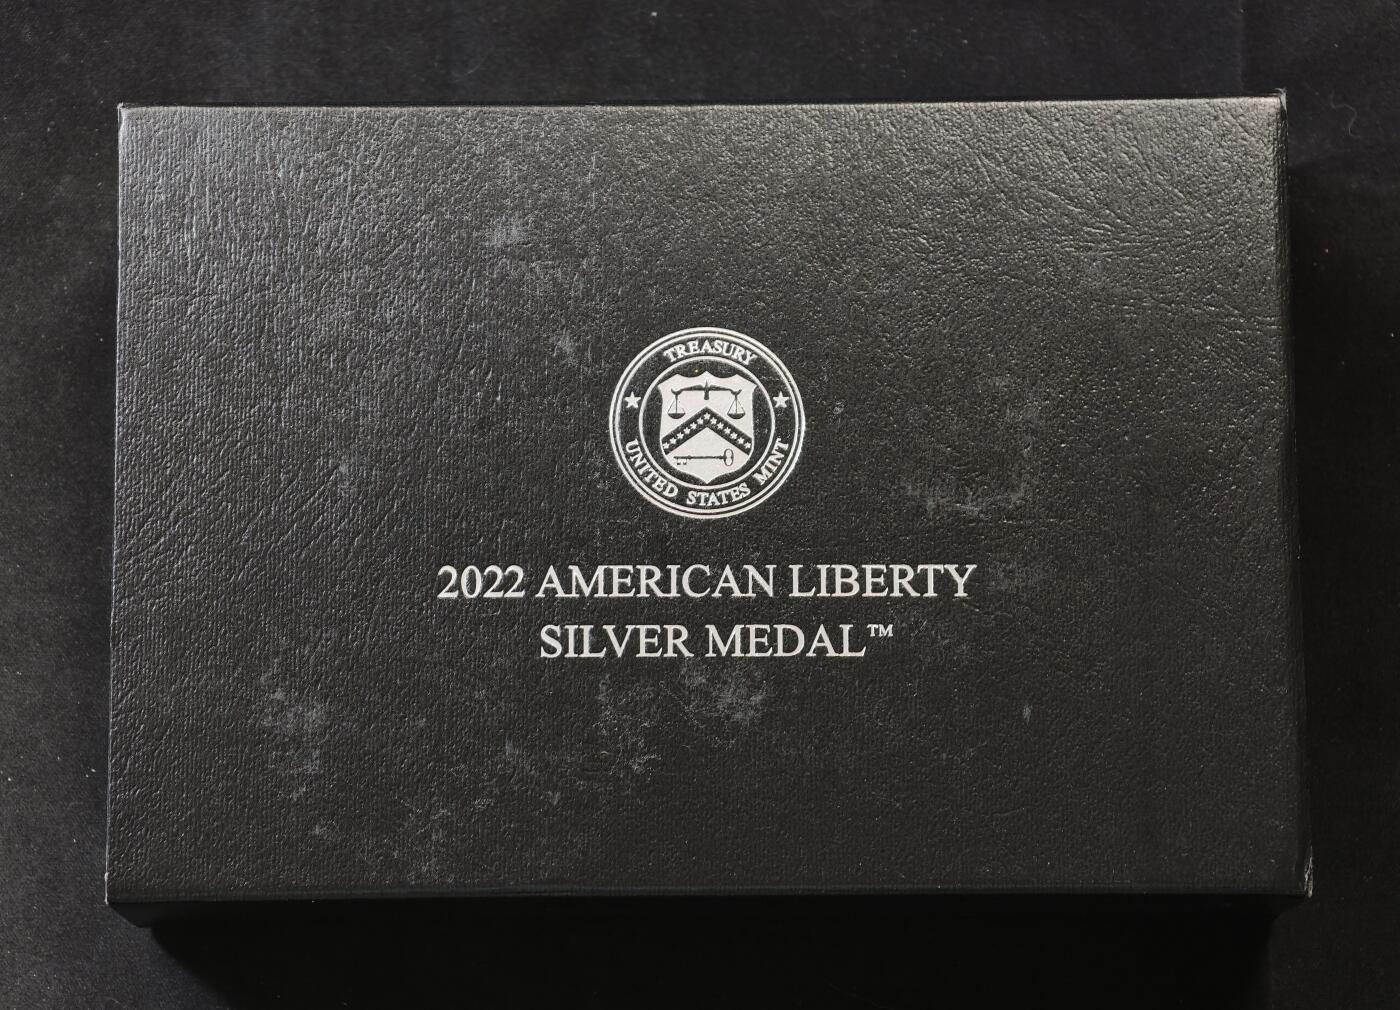 TREASURY
UNITED STATES MINT
2022 AMERICAN LIBERTY
SILVER MEDAL™